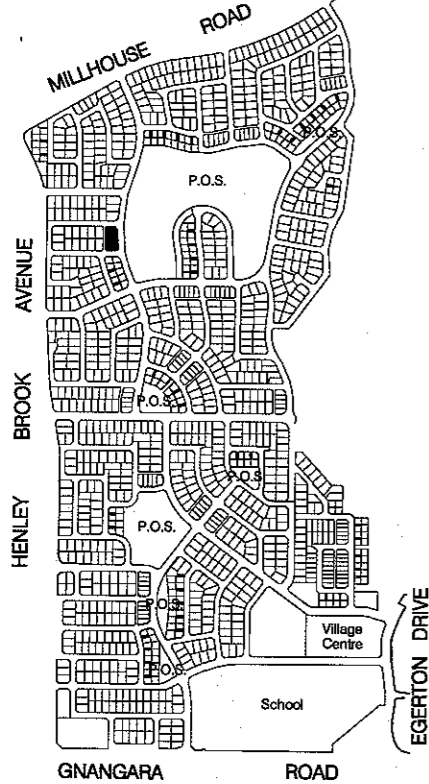 MILLHOUSE ROAD
P.O.S.
P.O.S.
HENLEY BROOK AVENUE
P.O.S.
P.O.S.
P.O.S.
P.O.S.
P.O.S.
Village
Centre
School
EGERTON DRIVE
GNANGARA ROAD